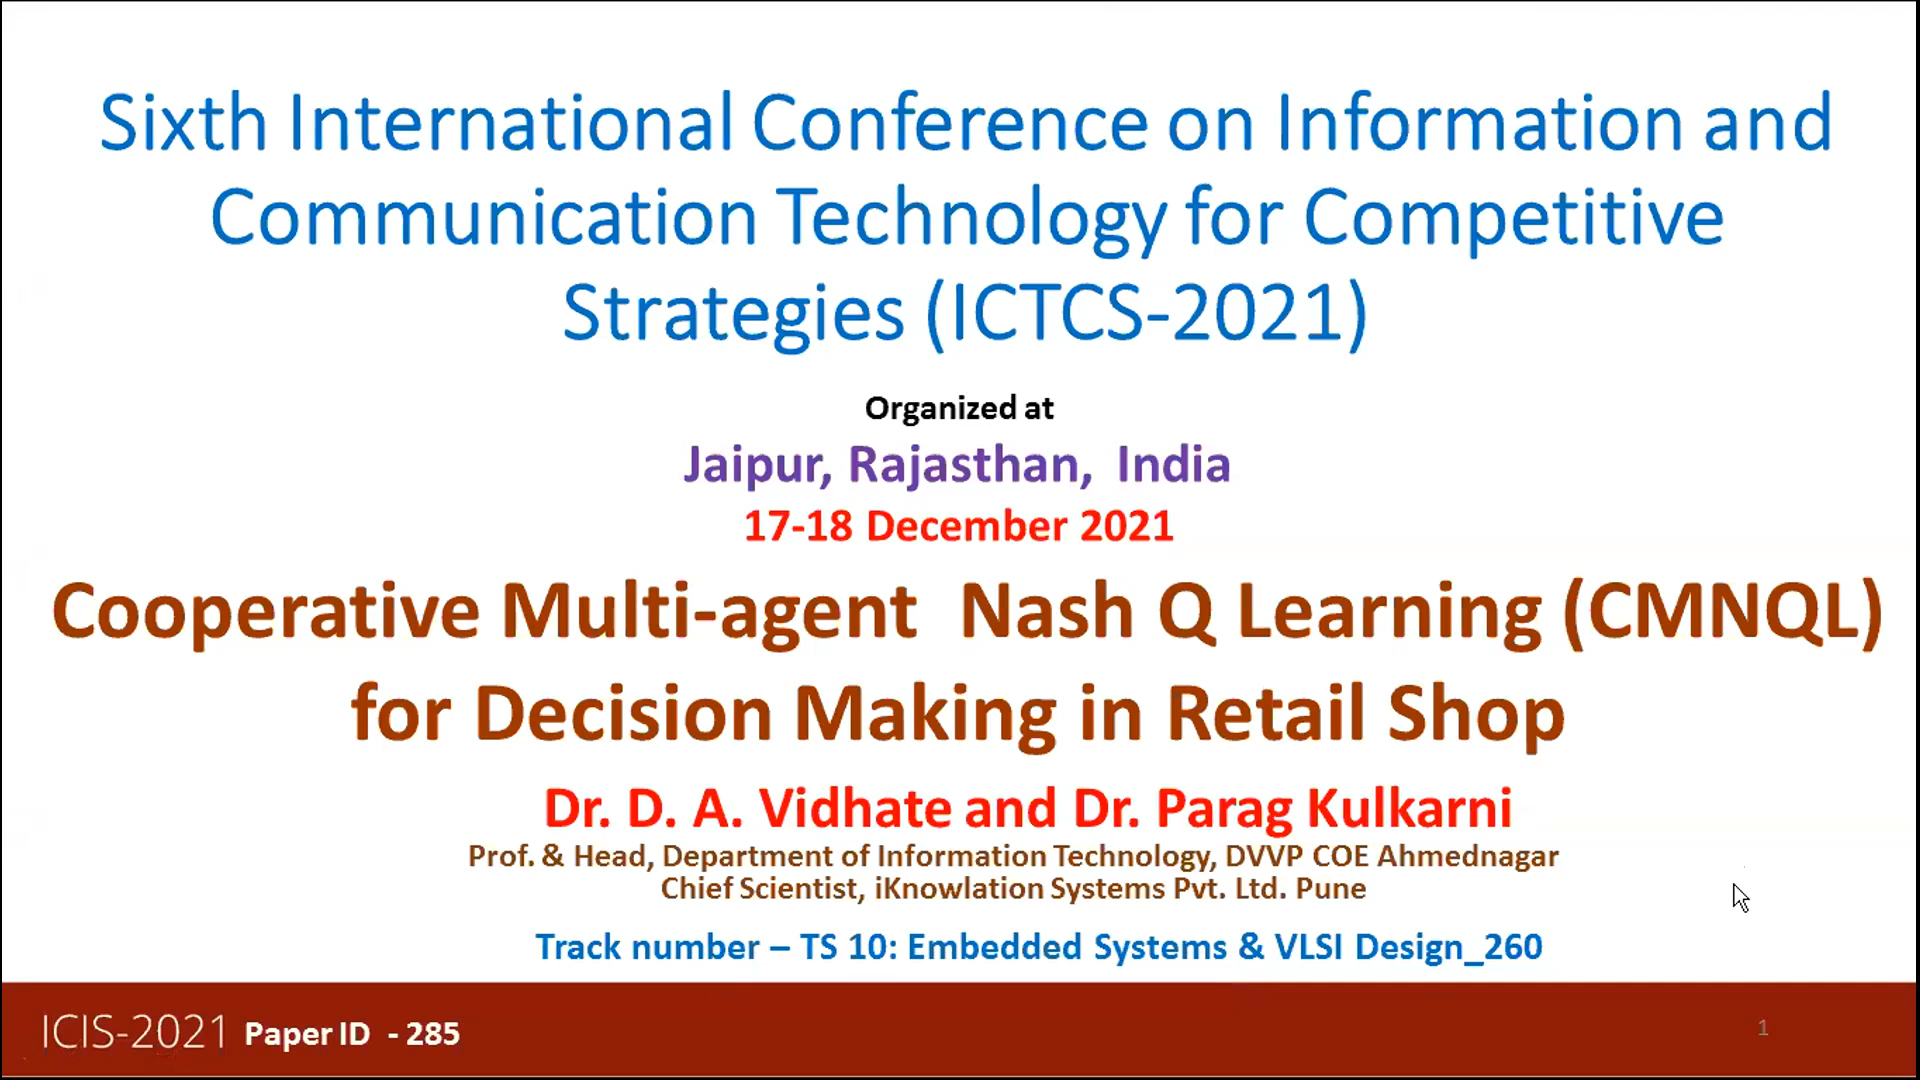 Sixth International Conference on Information and
Communication Technology for Competitive
Strategies (ICTCS-2021)
Organized at
Jaipur, Rajasthan, India
17-18 December 2021
Cooperative Multi-agent Nash Q Learning (CMNQL)
for Decision Making in Retail Shop
Dr. D. A. Vidhate and Dr. Parag Kulkarni
Prof. & Head, Department of Information Technology, DVVP COE Ahmednagar
Chief Scientist, iKnowlation Systems Pvt. Ltd. Pune
Track number – TS 10: Embedded Systems & VLSI Design_260
ICIS-2021 Paper ID - 285
1